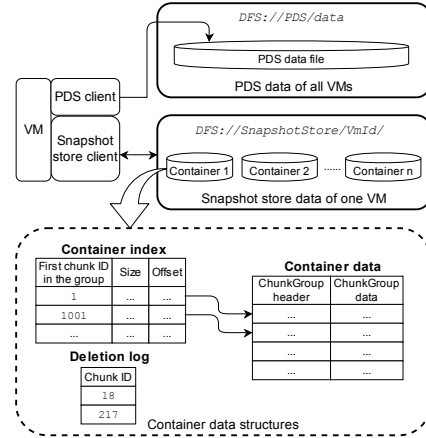 DFS://PDS/data
PDS data file
PDS data of all VMs
VM
PDS client
Snapshot
store client
DFS://SnapshotStore/VmId/
Container 1
Container 2
......
Container n
Snapshot store data of one VM
Container index
First chunk ID
in the group
Size
Offset
1
...
...
1001
...
...
...
...
...
Container data
ChunkGroup
header
ChunkGroup
data
...
...
...
...
...
...
...
...
Deletion log
Chunk ID
18
217
Container data structures